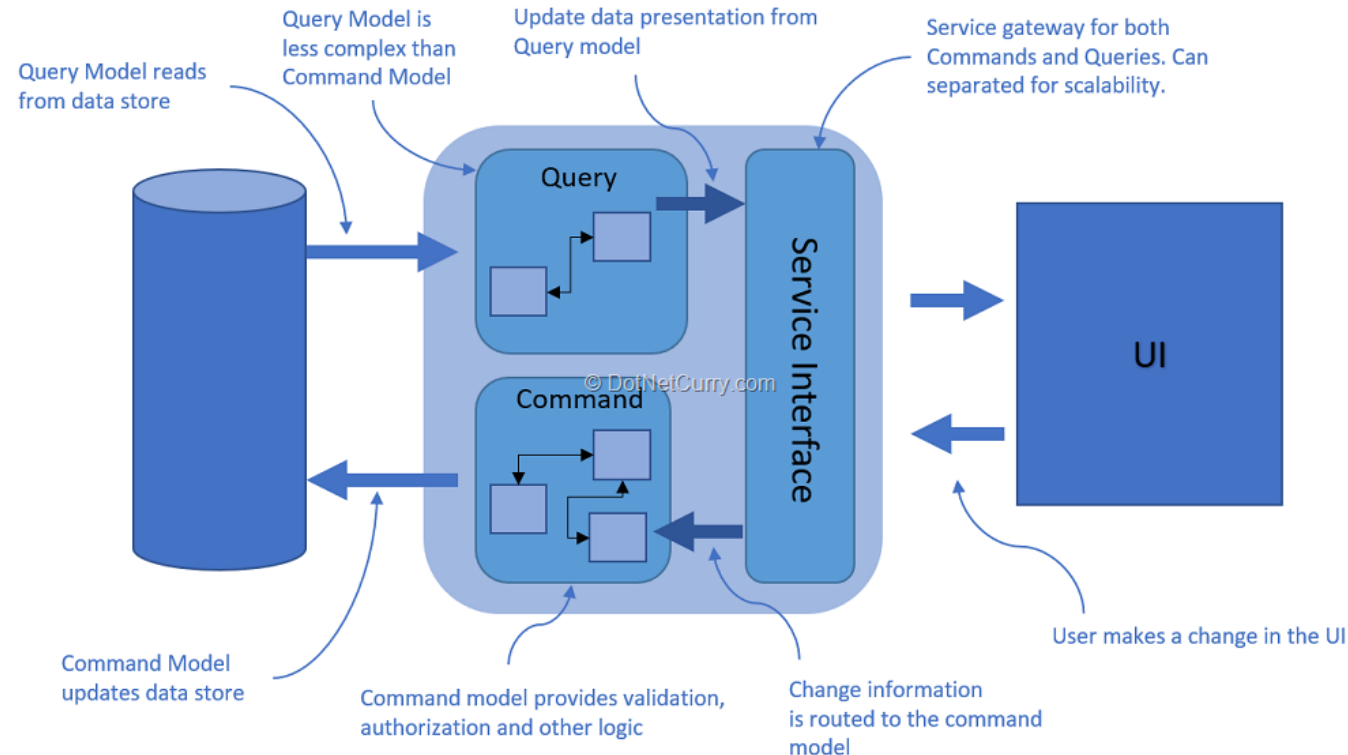 Query Model is
less complex than
Command Model
Update data presentation from
Query model
Service gateway for both
Commands and Queries. Can
separated for scalability.
Query Model reads
from data store
Query
Service Interface
UI
© DotNetCurry.com
Command
User makes a change in the UI
Command Model
updates data store
Command model provides validation,
authorization and other logic
Change information
is routed to the command
model